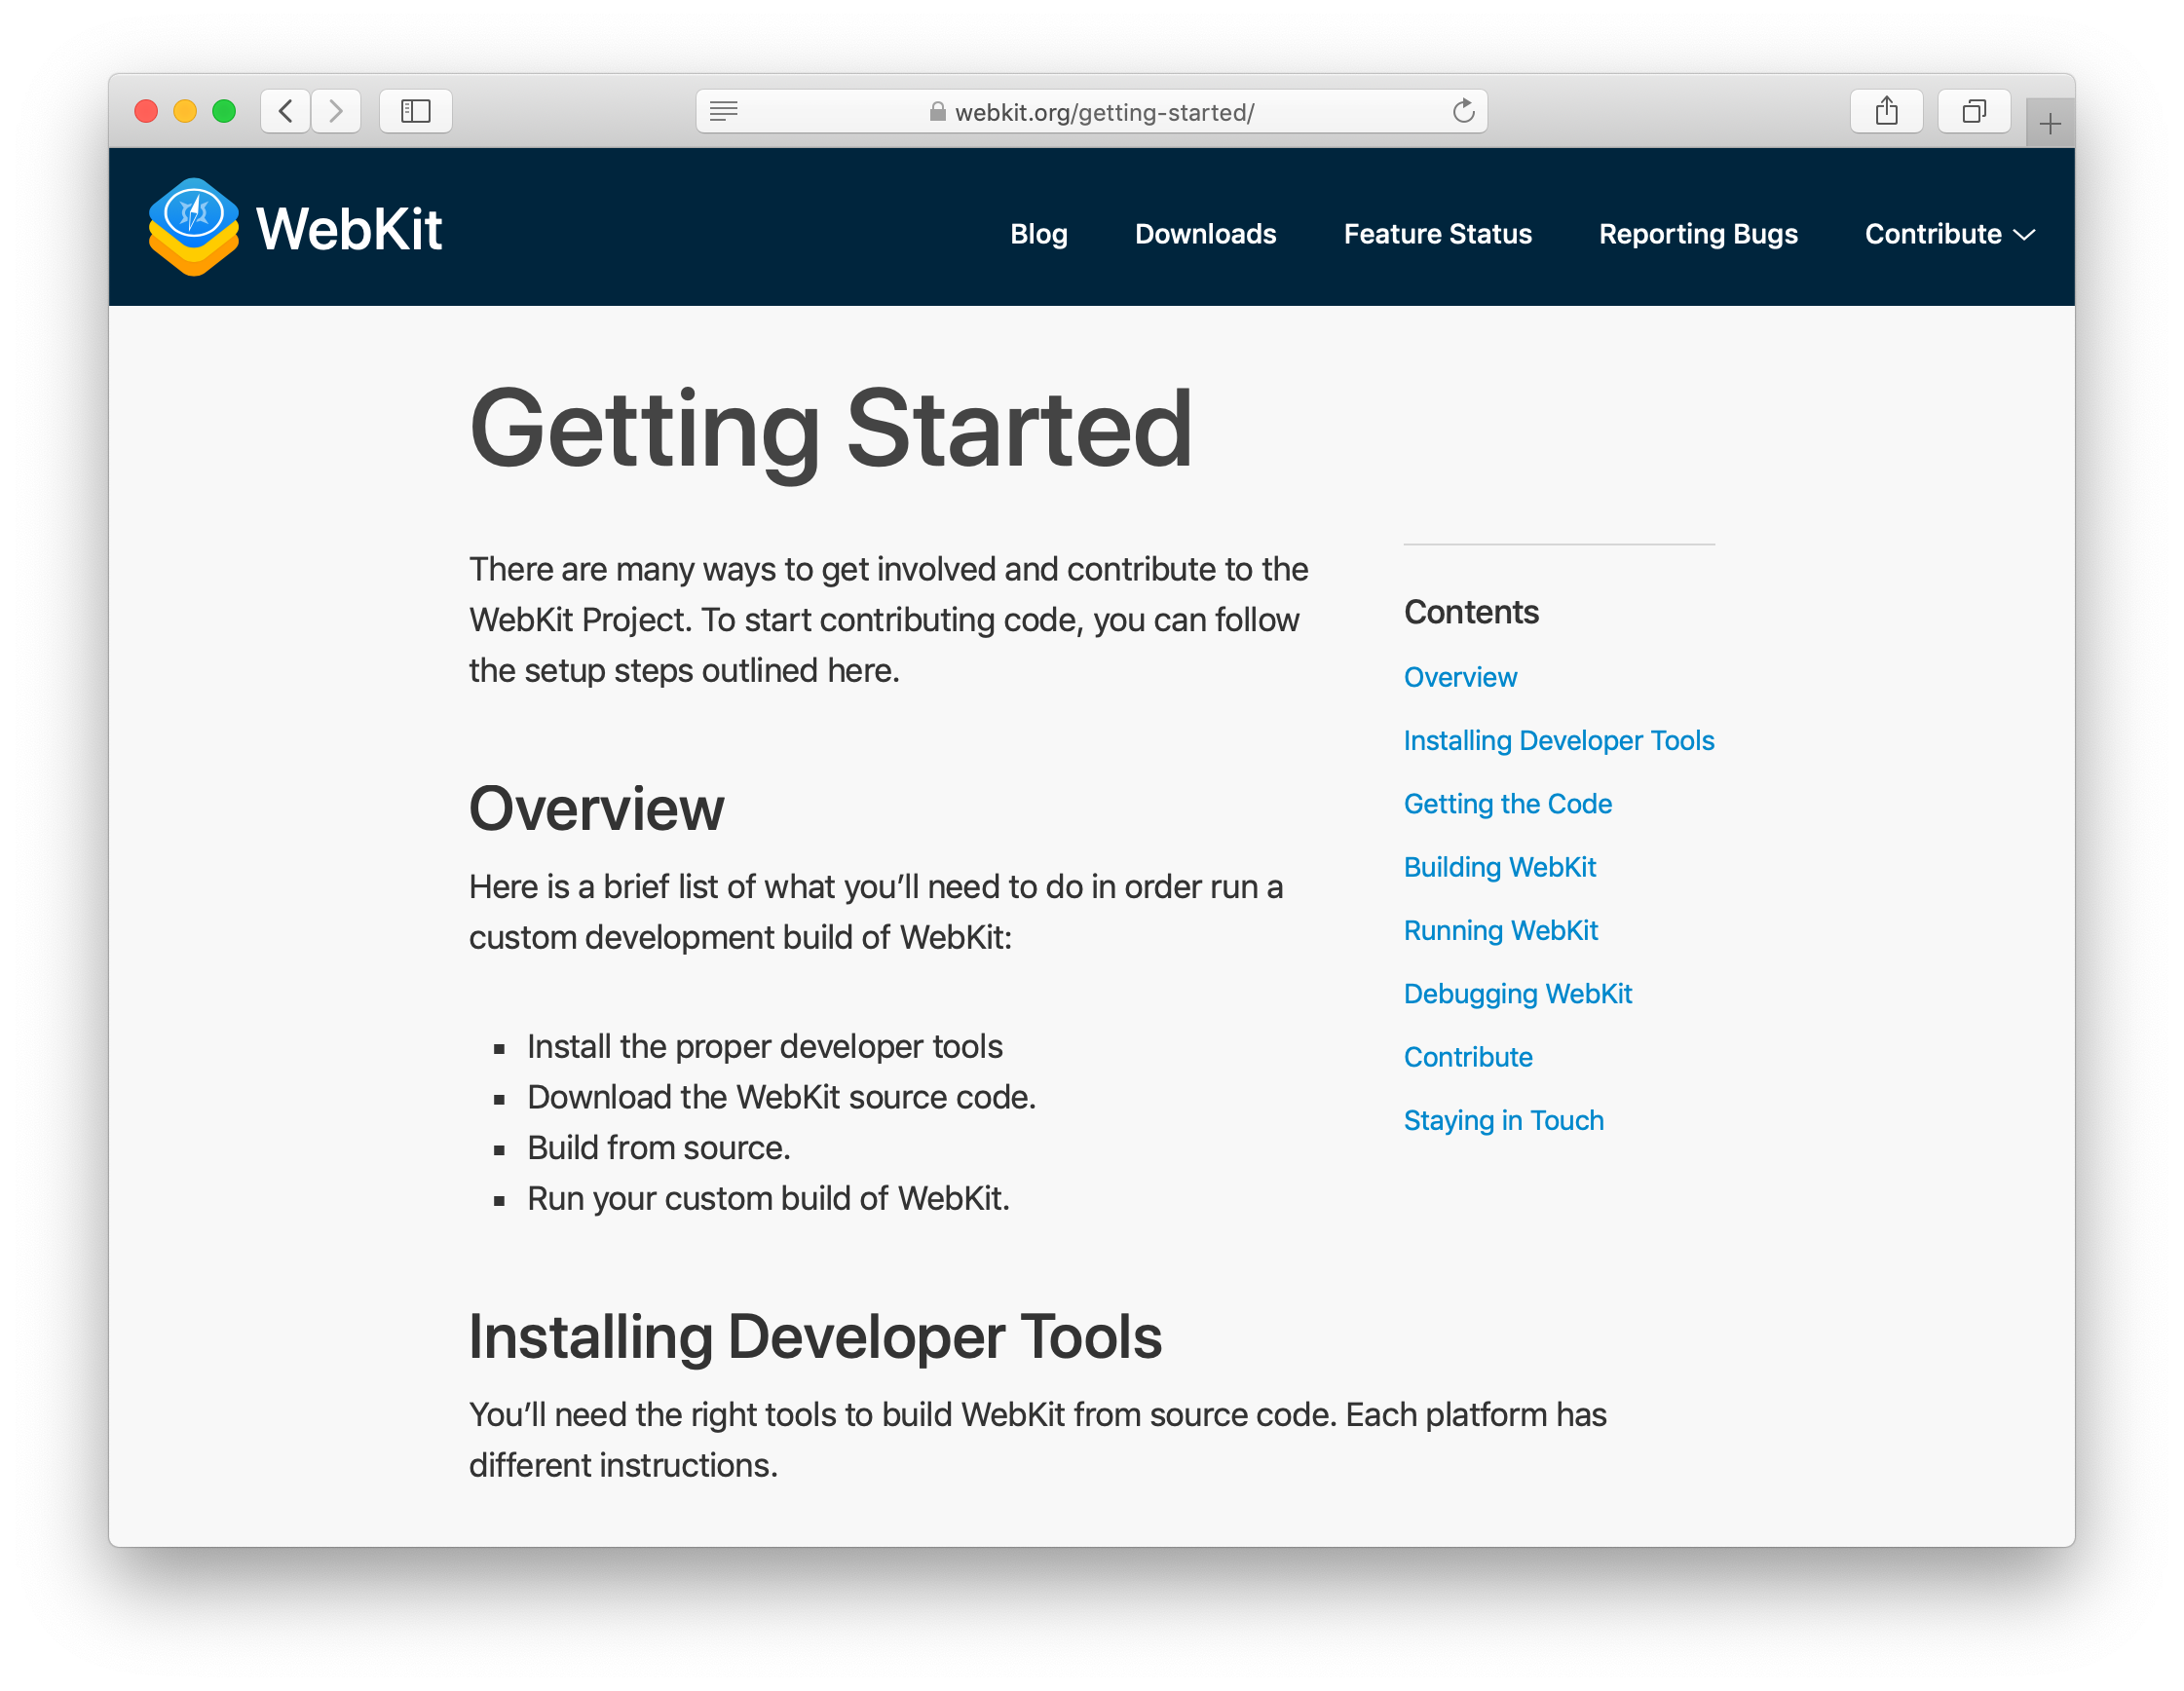 webkit.org/getting-started/
WebKit
Blog
Downloads
Feature Status
Reporting Bugs
Contribute
Getting Started
There are many ways to get involved and contribute to the
WebKit Project. To start contributing code, you can follow
the setup steps outlined here.
Contents
Overview
Installing Developer Tools
Getting the Code
Building WebKit
Running WebKit
Debugging WebKit
Contribute
Staying in Touch
Overview
Here is a brief list of what you’ll need to do in order run a
custom development build of WebKit:
Install the proper developer tools
Download the WebKit source code.
Build from source.
Run your custom build of WebKit.
Installing Developer Tools
You’ll need the right tools to build WebKit from source code. Each platform has
different instructions.